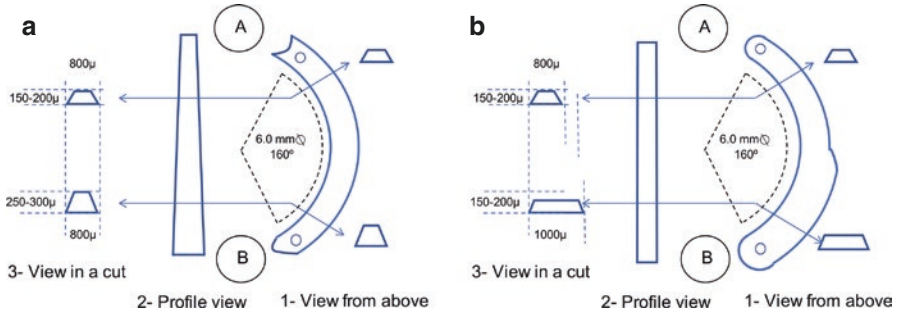 a
A
800µ
150-200µ
6.0 mm∅
160º
250-300µ
800µ
B
3- View in a cut
2- Profile view
1- View from above
b
A
800µ
150-200µ
6.0 mm∅
160º
150-200µ
1000µ
B
3- View in a cut
2- Profile view
1- View from above